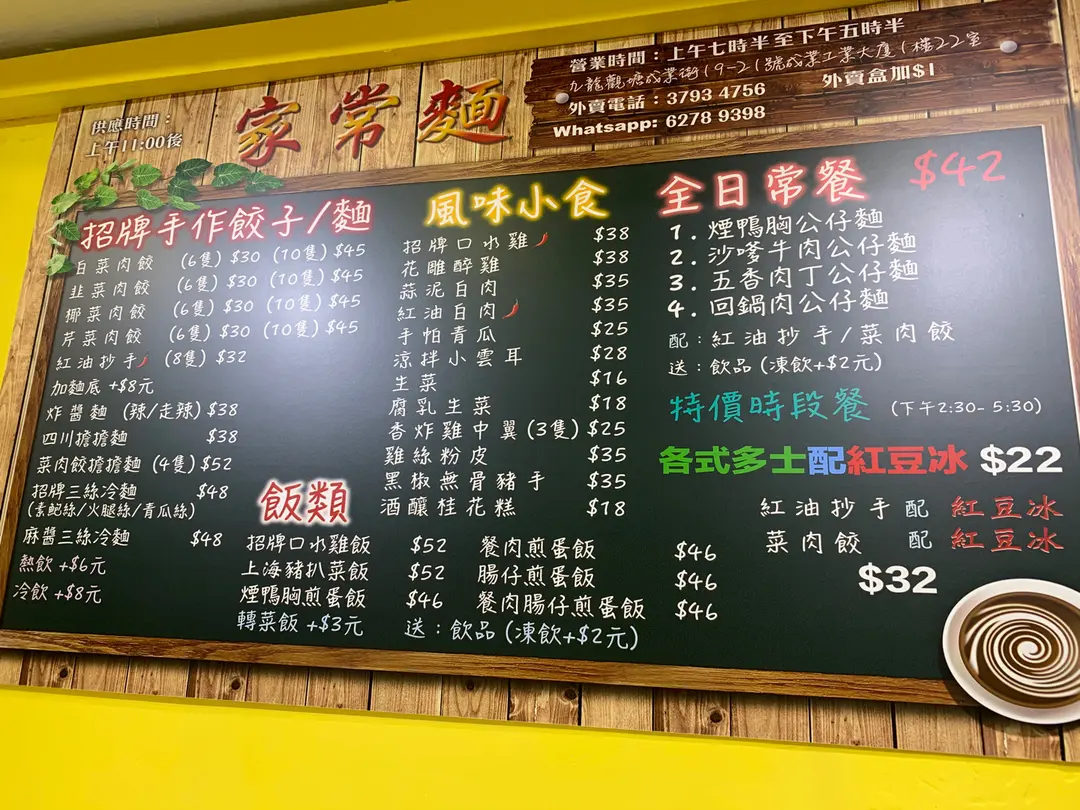 供應時間：
上午11:00後
家常麵
營業時間：上午七時半至下午五時半
九龍觀塘成業街19-21號成業工業大廈1樓22室
外賣電話：3793 4756
外賣盒加$1
Whatsapp: 6278 9398
招牌手作餃子/麵
白菜肉餃 (6隻) $30 (10隻) $45
韭菜肉餃 (6隻) $30 (10隻) $45
椰菜肉餃 (6隻) $30 (10隻) $45
芹菜肉餃 (6隻) $30 (10隻) $45
紅油抄手 (8隻) $32
加麵底 +$8元
炸醬麵 (辣/走辣) $38
四川擔擔麵 $38
菜肉餃擔擔麵 (4隻) $52
招牌三絲冷麵 $48
(素鮑絲/火腿絲/青瓜絲)
麻醬三絲冷麵 $48
熱飲 +$6元
冷飲 +$8元
風味小食
招牌口水雞 $38
花雕醉雞 $38
蒜泥白肉 $35
紅油白肉 $35
手帕青瓜 $25
涼拌小雲耳 $28
生菜 $16
腐乳生菜 $18
香炸雞中翼 (3隻) $25
雞絲粉皮 $35
黑椒無骨豬手 $35
酒釀桂花糕 $18
飯類
招牌口水雞飯 $52
上海豬扒菜飯 $52
煙鴨胸煎蛋飯 $46
轉菜飯 +$3元
餐肉煎蛋飯 $46
腸仔煎蛋飯 $46
餐肉腸仔煎蛋飯 $46
送：飲品 (凍飲+$2元)
全日常餐 $42
1. 煙鴨胸公仔麵
2. 沙嗲牛肉公仔麵
3. 五香肉丁公仔麵
4. 回鍋肉公仔麵
配：紅油抄手/菜肉餃
送：飲品 (凍飲+$2元)
特價時段餐 (下午2:30- 5:30)
各式多士配紅豆冰 $22
紅油抄手配 紅豆冰
菜肉餃 配 紅豆冰
$32